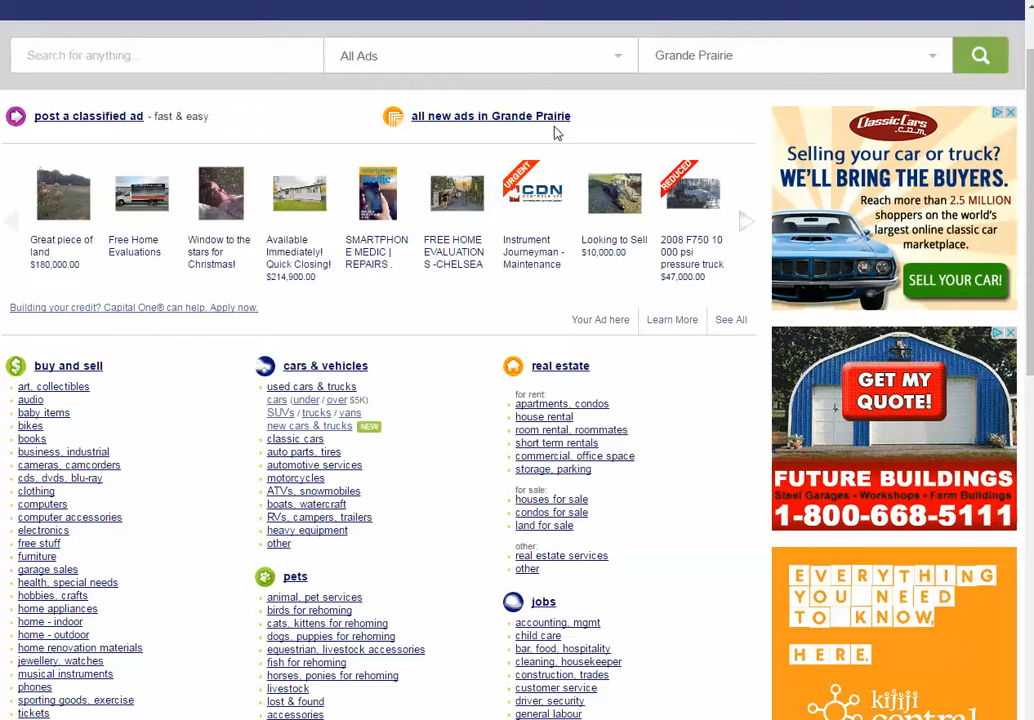 Search for anything...
All Ads
Grande Prairie
post a classified ad - fast & easy
all new ads in Grande Prairie
Great piece of
land
$180,000.00
Free Home
Evaluations
Window to the
stars for
Christmas!
Available
Immediately!
Quick Closing!
$214,900.00
SMARTPHON
E MEDIC |
REPAIRS .
FREE HOME
EVALUATION
S -CHELSEA
URGENT
CDN
Instrument
Journeyman -
Maintenance
Looking to Sell
$10,000.00
REDUCED
2008 F750 10
000 psi
pressure truck
$47,000.00
Building your credit? Capital One® can help. Apply now.
Your Ad here
Learn More
See All
buy and sell
art, collectibles
audio
baby items
bikes
books
business, industrial
cameras, camcorders
cds, dvds, blu-ray
clothing
computers
computer accessories
electronics
free stuff
furniture
garage sales
health, special needs
hobbies, crafts
home appliances
home - indoor
home - outdoor
home renovation materials
jewellery, watches
musical instruments
phones
sporting goods, exercise
tickets
cars & vehicles
used cars & trucks
cars (under / over $5K)
SUVs / trucks / vans
new cars & trucks NEW
classic cars
auto parts, tires
automotive services
motorcycles
ATVs, snowmobiles
boats, watercraft
RVs, campers, trailers
heavy equipment
other
pets
animal, pet services
birds for rehoming
cats, kittens for rehoming
dogs, puppies for rehoming
equestrian, livestock accessories
fish for rehoming
horses, ponies for rehoming
livestock
lost & found
accessories
real estate
for rent:
apartments, condos
house rental
room rental, roommates
short term rentals
commercial, office space
storage, parking
for sale:
houses for sale
condos for sale
land for sale
other:
real estate services
other
jobs
accounting, mgmt
child care
bar, food, hospitality
cleaning, housekeeper
construction, trades
customer service
driver, security
general labour
CLASSICCARS
.COM
Selling your car or truck?
WE'LL BRING THE BUYERS.
Reach more than 2.5 MILLION
shoppers on the world's
largest online classic car
marketplace.
SELL YOUR CAR!
GET MY
QUOTE!
FUTURE BUILDINGS
Steel Garages • Workshops • Farm Buildings
1-800-668-5111
EVERYTHING
YOU NEED
TO KNOW,
HERE.
kijiji
central